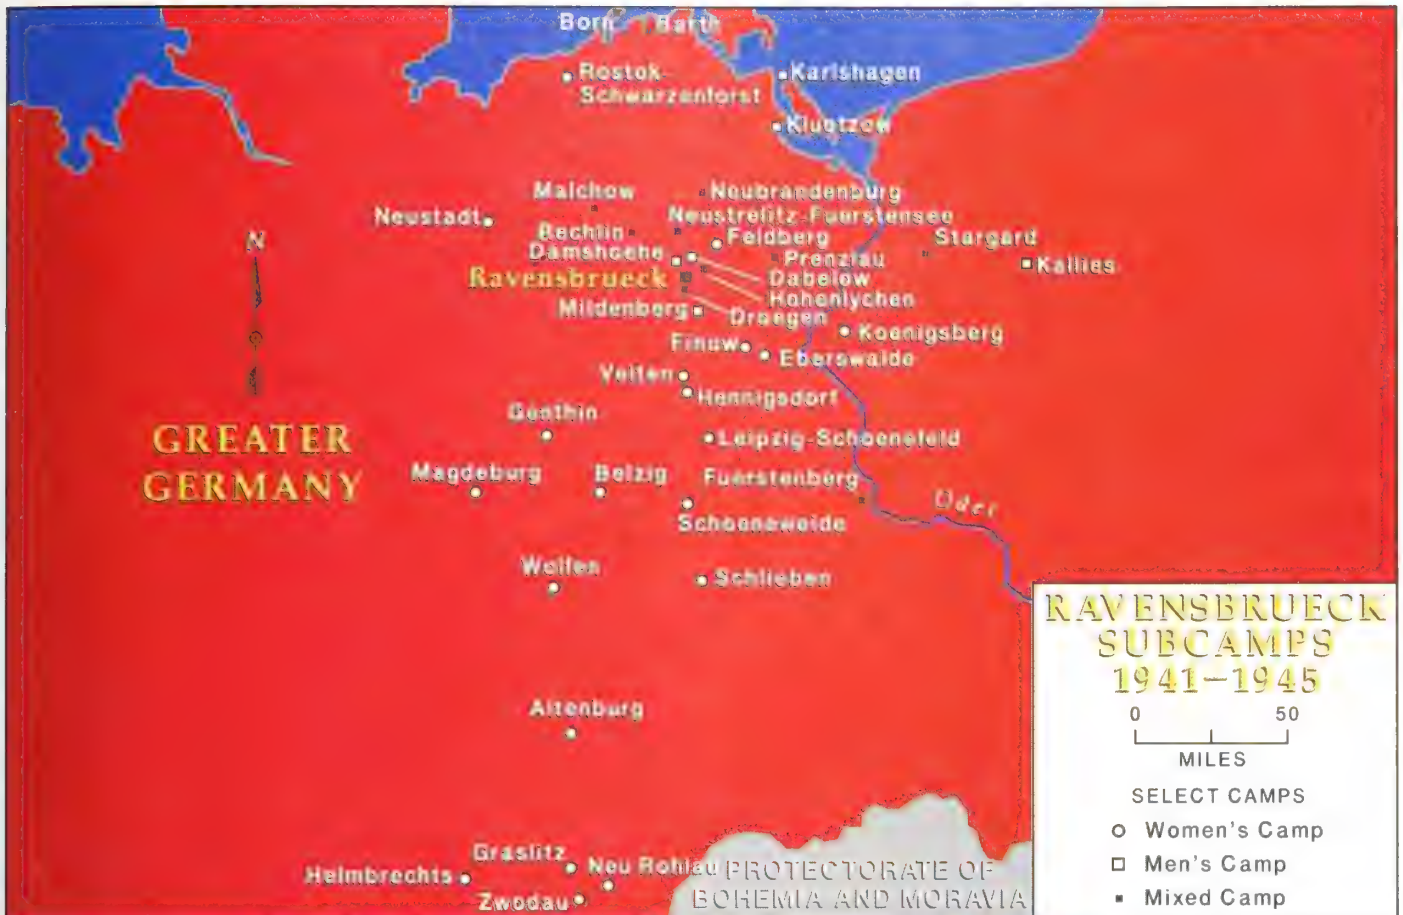 Born
Barth
Rostok-
Schwarzenforst
Karlshagen
Kluetzow
Malchow
Neubrandenburg
Neustadt
Neustrelitz-Fuerstensee
Rechlin
Feldberg
Stargard
N
Damshoehe
Prenzlau
Kallies
Ravensbrueck
Dabelow
Hohenlychen
Mildenberg
Droegen
Koenigsberg
Finow
Eberswalde
Velten
Hennigsdorf
Genthin
GREATER
GERMANY
Leipzig-Schoenefeld
Magdeburg
Belzig
Fuerstenberg
Oder
Schoeneweide
Wolfen
Schlieben
RAVENSBRUECK
SUBCAMPS
1941–1945
0 50
MILES
SELECT CAMPS
Women's Camp
Men's Camp
Mixed Camp
Altenburg
Graslitz
Neu Rohlau
Helmbrechts
Zwodau
PROTECTORATE OF
BOHEMIA AND MORAVIA